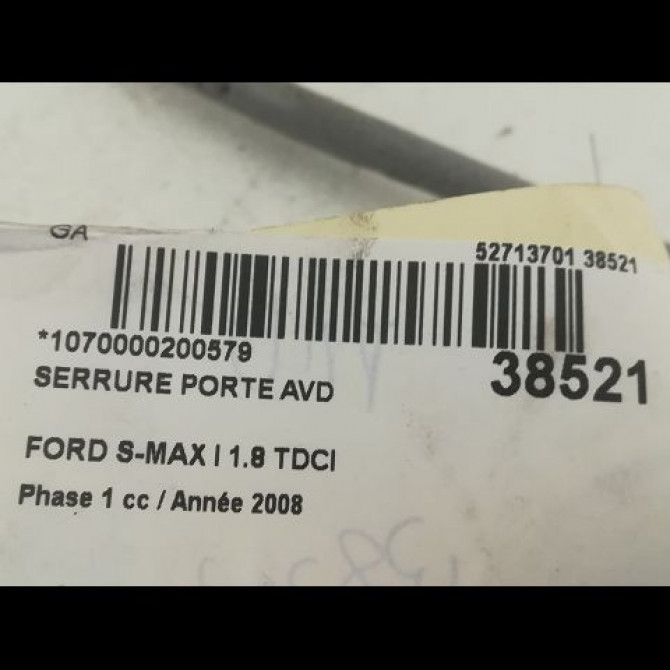 GA
52713701 38521
*1070000200579
38521
SERRURE PORTE AVD
FORD S-MAX I 1.8 TDCI
Phase 1 cc / Année 2008